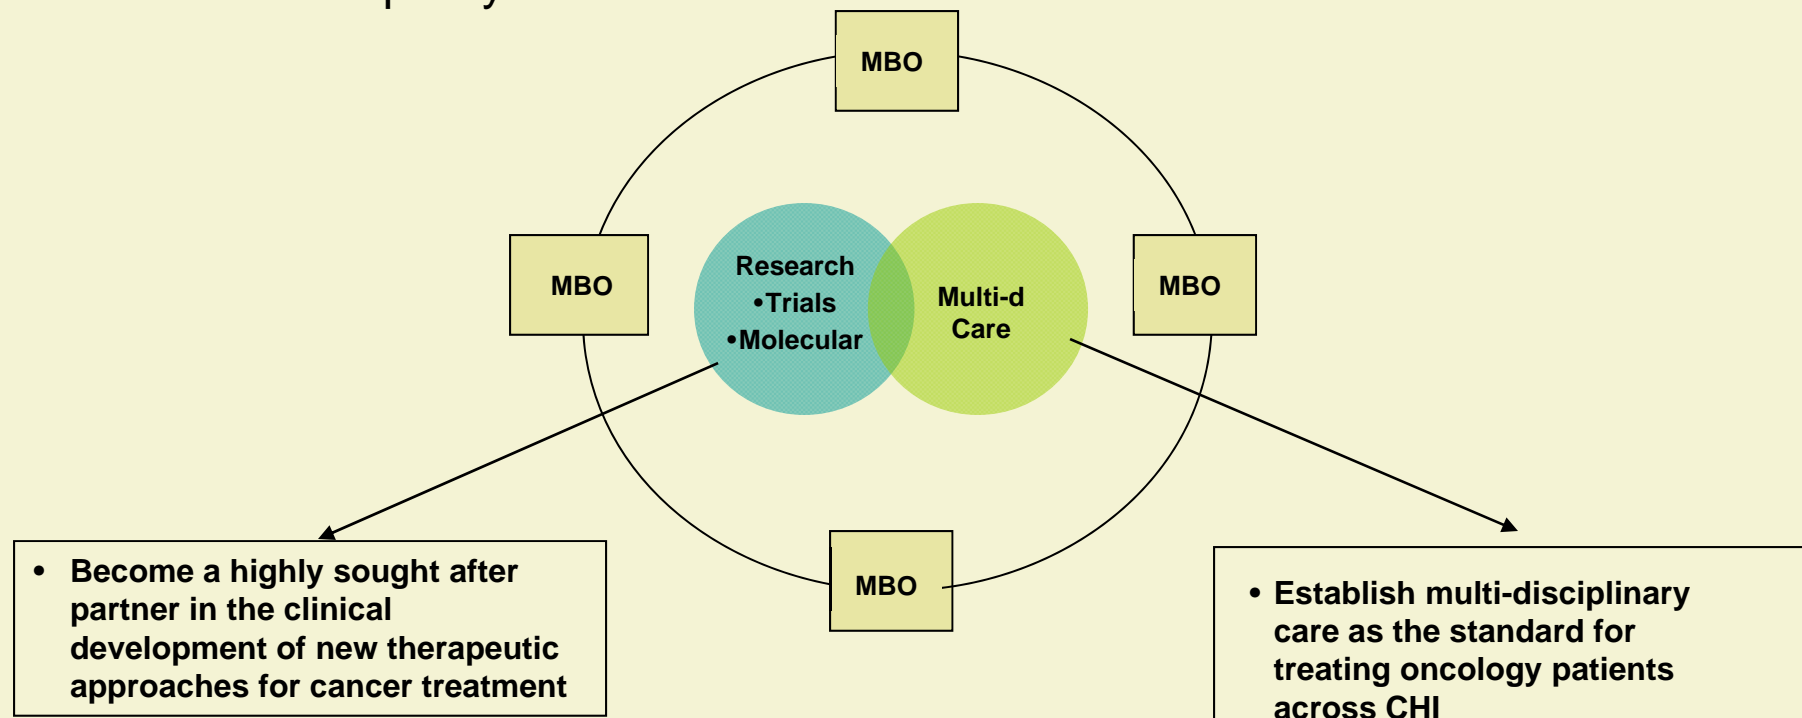 MBO
MBO
Research
•Trials
•Molecular
Multi-d
Care
MBO
MBO
• Become a highly sought after
partner in the clinical
development of new therapeutic
approaches for cancer treatment
• Establish multi-disciplinary
care as the standard for
treating oncology patients
across CHI